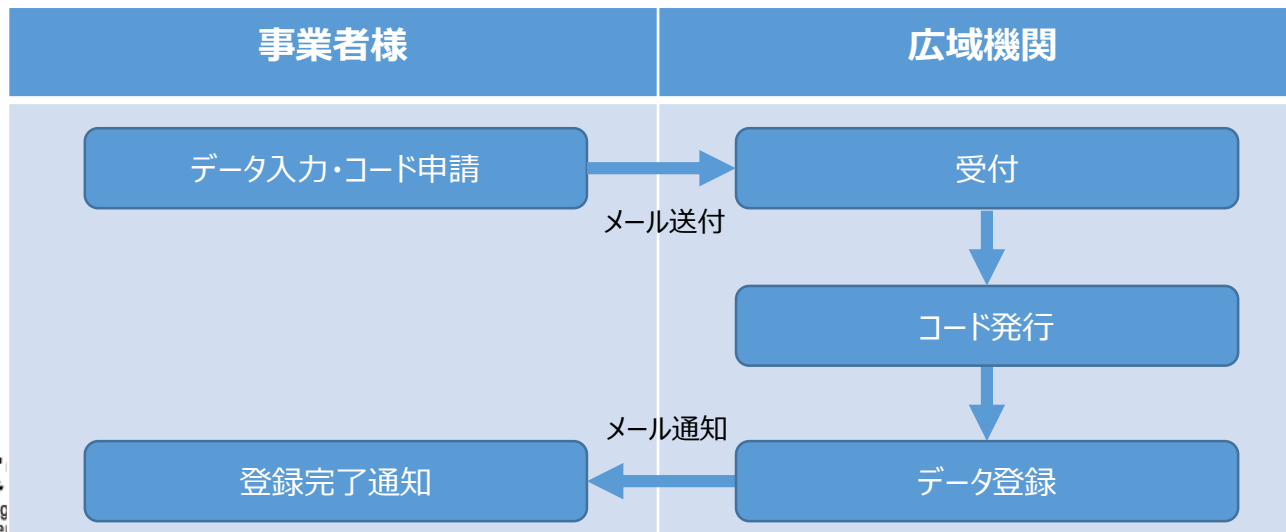 事業者様
広域機関
データ入力・コード申請
受付
メール送付
コード発行
メール通知
登録完了通知
データ登録